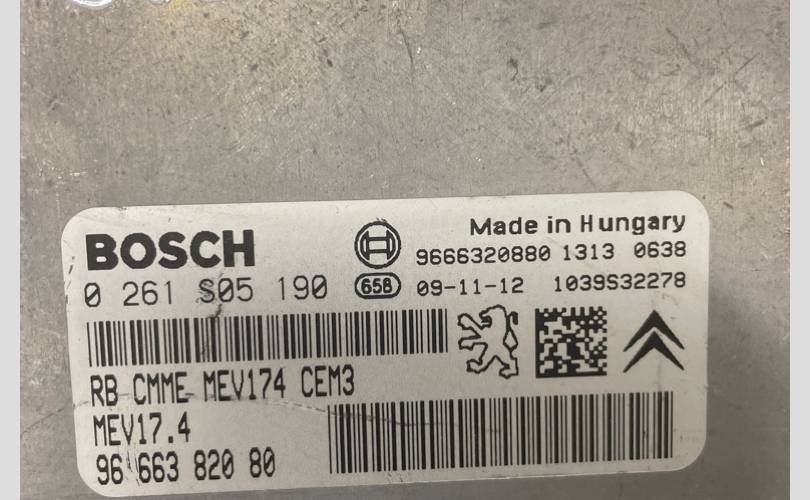 BOSCH
Made in Hungary
9666320880 1313 0638
0 261 S05 190
658 09-11-12 1039S32278
RB CMME MEV174 CEM3
MEV17.4
96 663 820 80